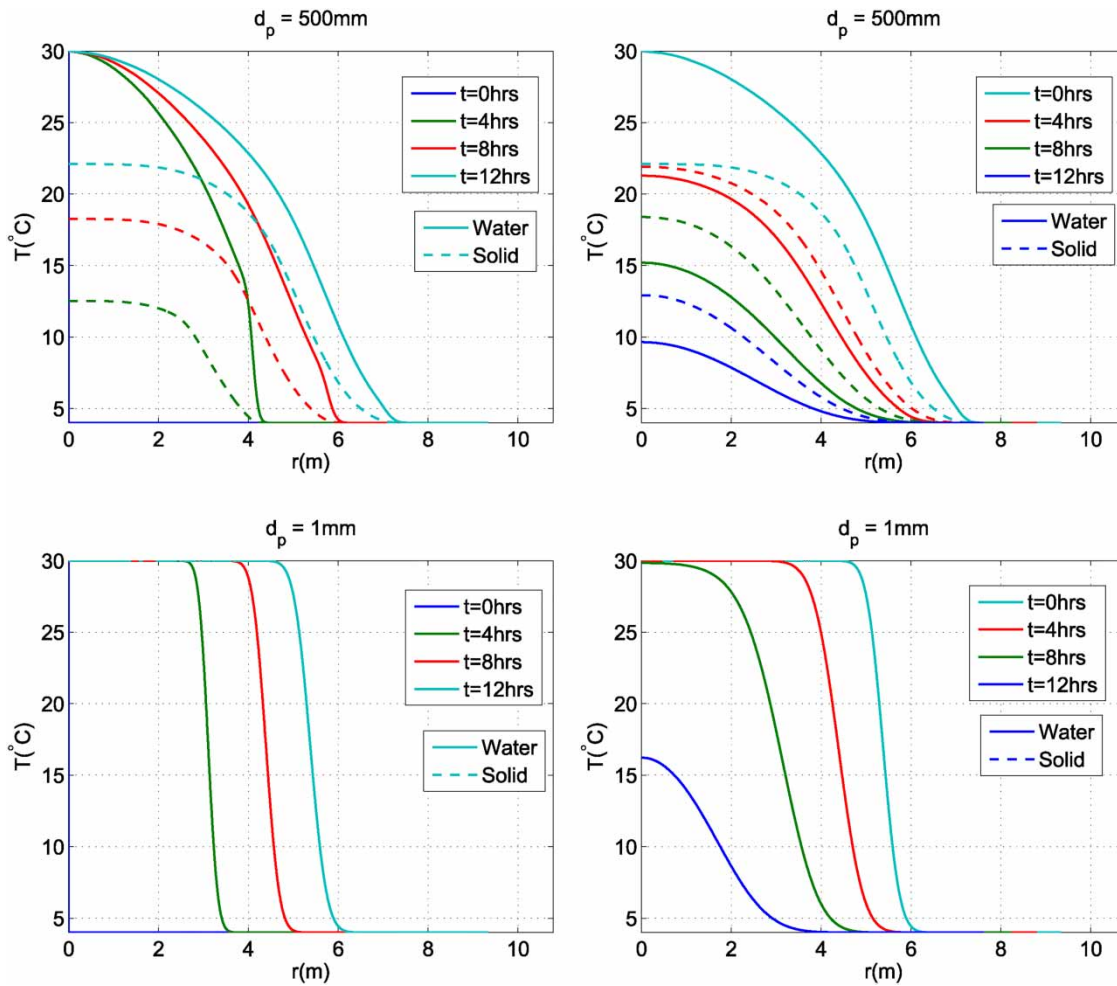 d_p = 500mm
30
25
20
15
10
5
T(°C)
0 2 4 6 8 10
r(m)
t=0hrs
t=4hrs
t=8hrs
t=12hrs
Water
Solid
d_p = 500mm
30
25
20
15
10
5
T(°C)
0 2 4 6 8 10
r(m)
t=0hrs
t=4hrs
t=8hrs
t=12hrs
Water
Solid
d_p = 1mm
30
25
20
15
10
5
T(°C)
0 2 4 6 8 10
r(m)
t=0hrs
t=4hrs
t=8hrs
t=12hrs
Water
Solid
d_p = 1mm
30
25
20
15
10
5
T(°C)
0 2 4 6 8 10
r(m)
t=0hrs
t=4hrs
t=8hrs
t=12hrs
Water
Solid